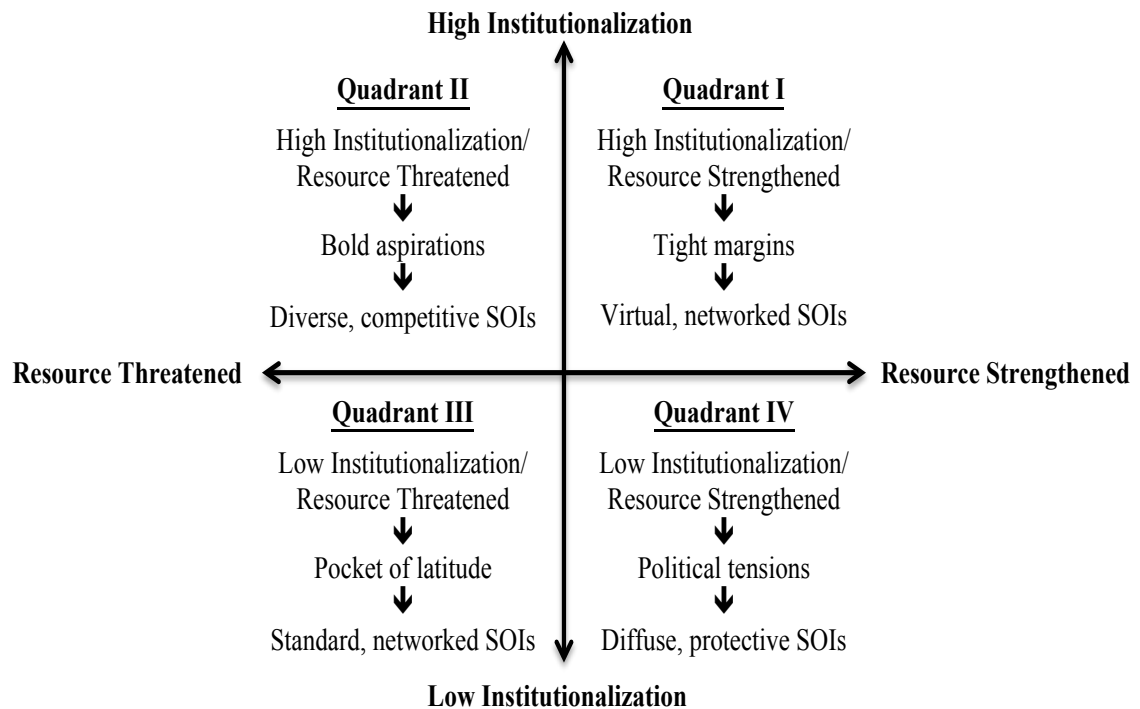 High Institutionalization
Quadrant II
High Institutionalization/
Resource Threatened
Bold aspirations
Diverse, competitive SOIs
Quadrant I
High Institutionalization/
Resource Strengthened
Tight margins
Virtual, networked SOIs
Resource Threatened
Resource Strengthened
Quadrant III
Low Institutionalization/
Resource Threatened
Pocket of latitude
Standard, networked SOIs
Quadrant IV
Low Institutionalization/
Resource Strengthened
Political tensions
Diffuse, protective SOIs
Low Institutionalization